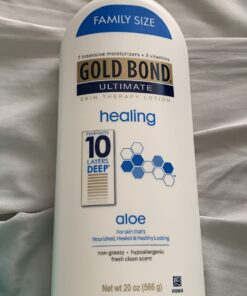 FAMILY SIZE
7 intensive moisturizers + 3 vitamins
GOLD BOND
ULTIMATE
SKIN THERAPY LOTION
healing
PENETRATES
10
LAYERS
DEEP*
aloe
For skin that's
Nourished, Healed & Healthy Looking
non-greasy • hypoallergenic
fresh clean scent
Net wt 20 oz (566 g)